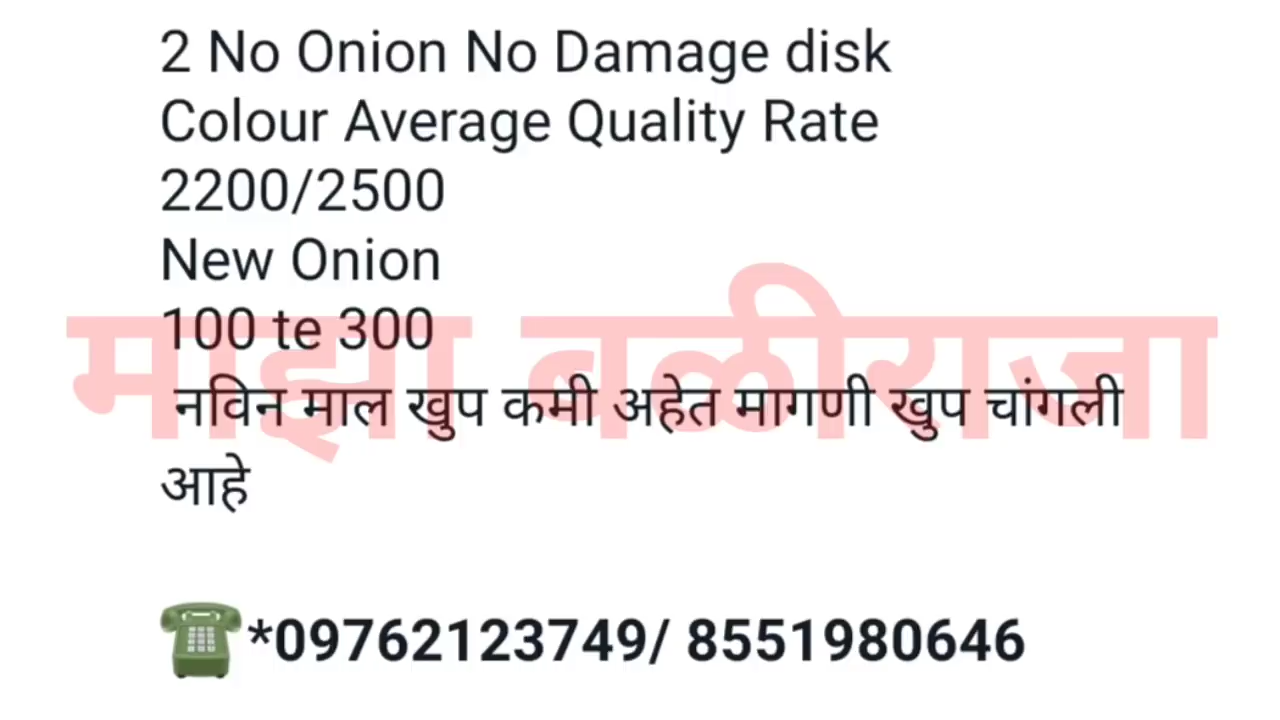 2 No Onion No Damage disk
Colour Average Quality Rate
2200/2500
New Onion
100 te 300
माझा बळीराजा
नविन माल खुप कमी अहेत मागणी खुप चांगली
आहे
*09762123749/ 8551980646